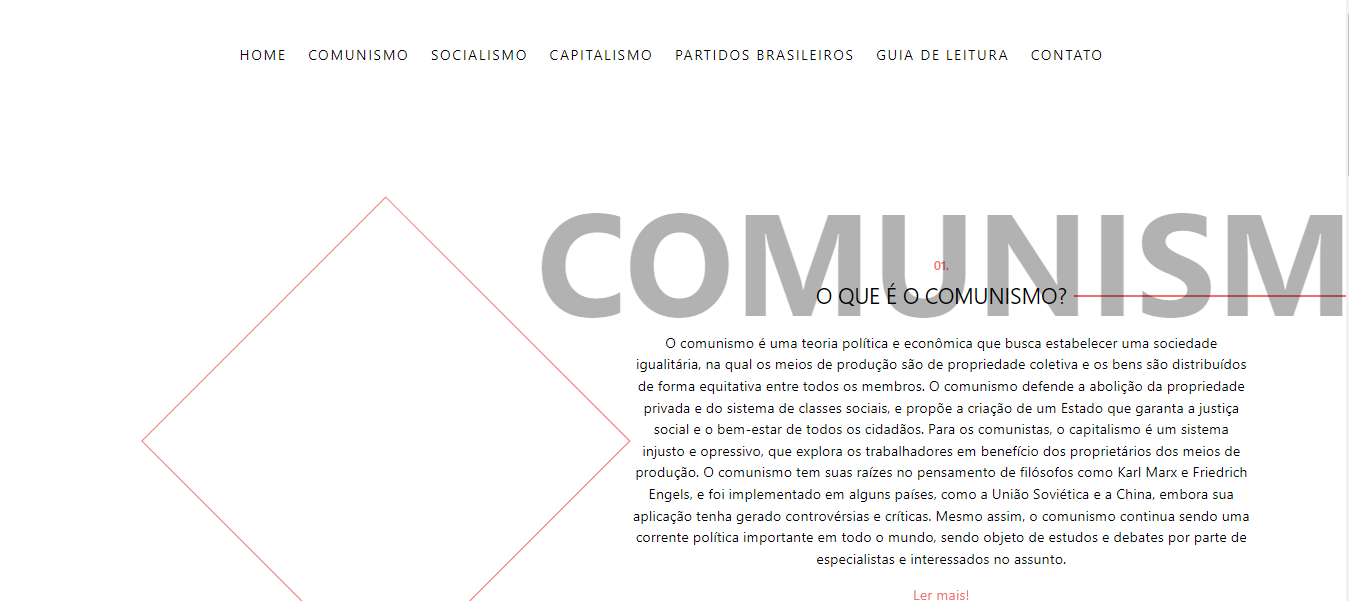 HOME COMUNISMO SOCIALISMO CAPITALISMO PARTIDOS BRASILEIROS GUIA DE LEITURA CONTATO
COMUNISM
01.
O QUE É O COMUNISMO?
O comunismo é uma teoria política e econômica que busca estabelecer uma sociedade
igualitária, na qual os meios de produção são de propriedade coletiva e os bens são distribuídos
de forma equitativa entre todos os membros. O comunismo defende a abolição da propriedade
privada e do sistema de classes sociais, e propõe a criação de um Estado que garanta a justiça
social e o bem-estar de todos os cidadãos. Para os comunistas, o capitalismo é um sistema
injusto e opressivo, que explora os trabalhadores em benefício dos proprietários dos meios de
produção. O comunismo tem suas raízes no pensamento de filósofos como Karl Marx e Friedrich
Engels, e foi implementado em alguns países, como a União Soviética e a China, embora sua
aplicação tenha gerado controvérsias e críticas. Mesmo assim, o comunismo continua sendo uma
corrente política importante em todo o mundo, sendo objeto de estudos e debates por parte de
especialistas e interessados no assunto.
Ler mais!